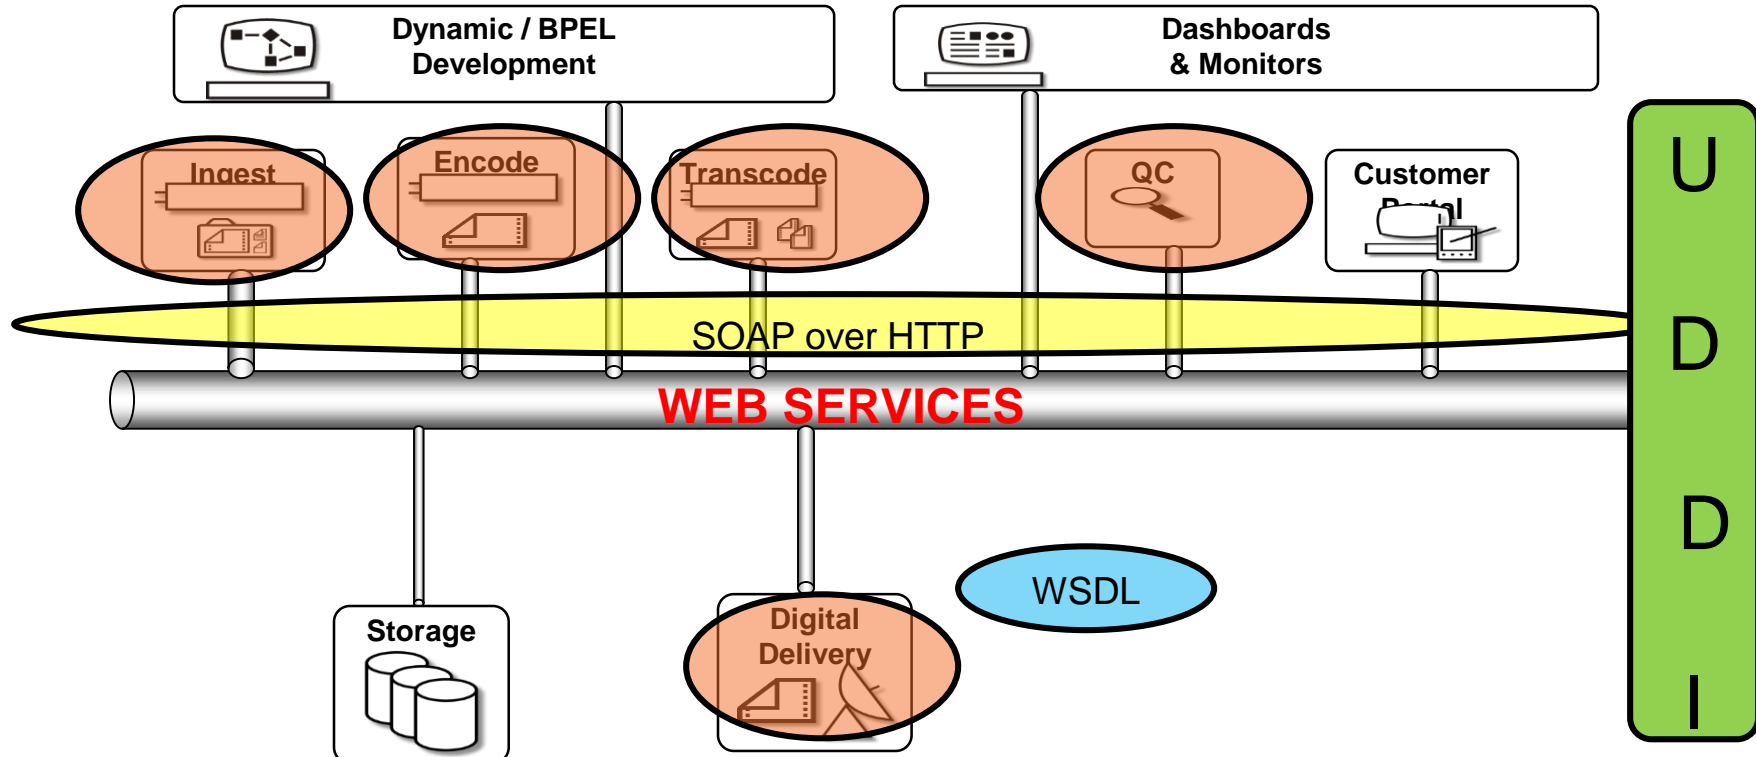 Dynamic / BPEL
Development
Dashboards
& Monitors
Ingest
Encode
Transcode
QC
Customer
Portal
SOAP over HTTP
WEB SERVICES
Storage
Digital
Delivery
WSDL
U
D
D
I